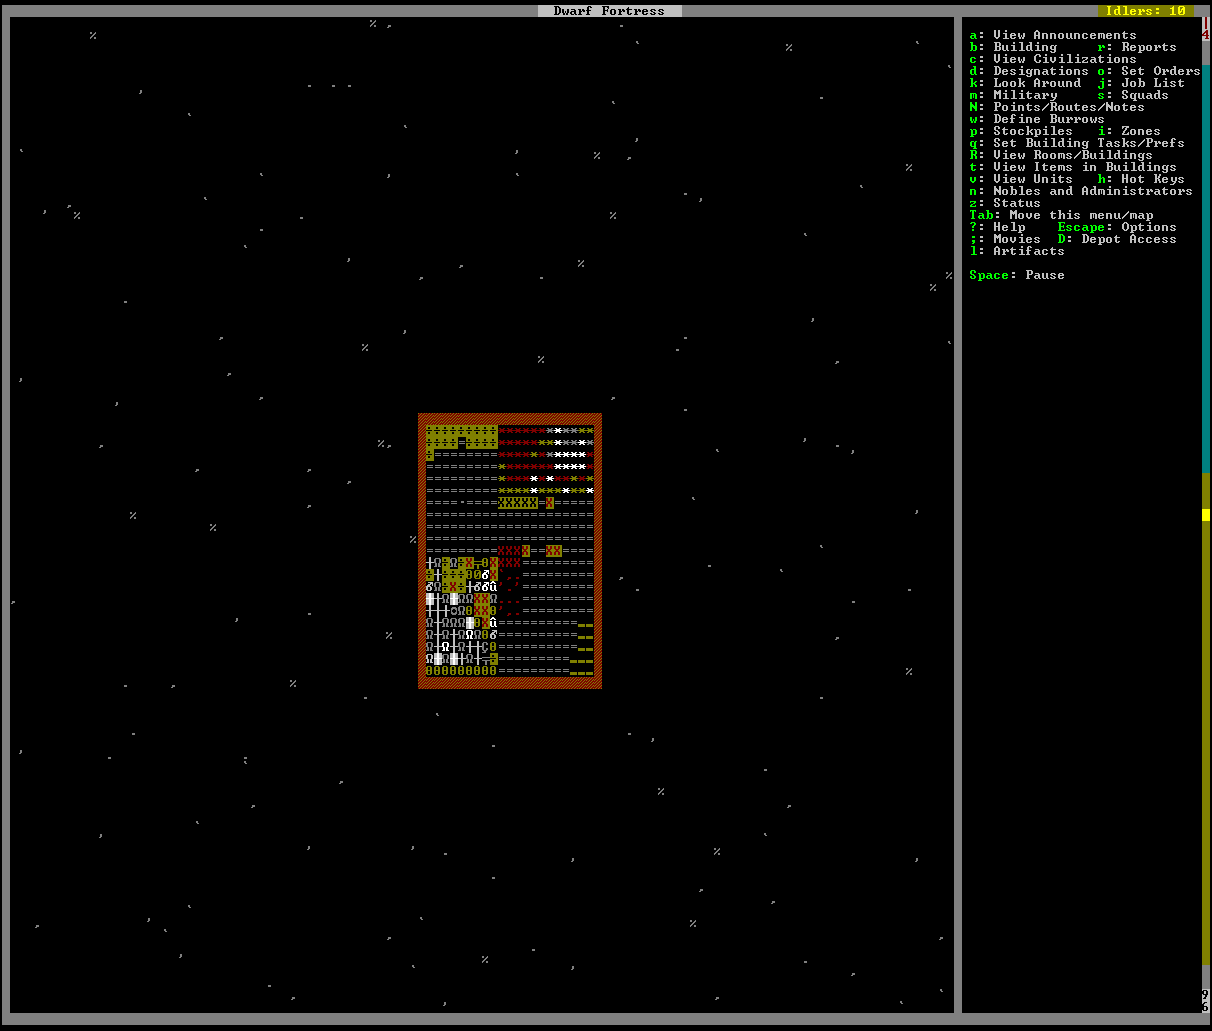 Dwarf Fortress Idlers: 10
a: View Announcements
b: Building r: Reports
c: View Civilizations
d: Designations o: Set Orders
k: Look Around j: Job List
m: Military s: Squads
N: Points/Routes/Notes
w: Define Burrows
p: Stockpiles i: Zones
q: Set Building Tasks/Prefs
R: View Rooms/Buildings
t: View Items in Buildings
v: View Units h: Hot Keys
n: Nobles and Administrators
z: Status
Tab: Move this menu/map
?: Help Escape: Options
;: Movies D: Depot Access
l: Artifacts
Space: Pause